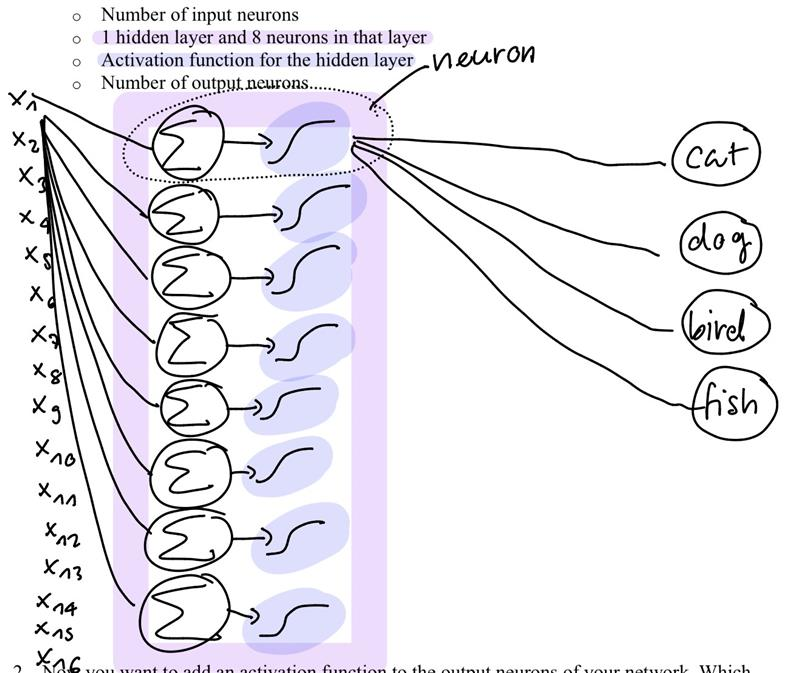 Number of input neurons
1 hidden layer and 8 neurons in that layer
Activation function for the hidden layer
Number of output neurons
neuron
x1
x2
x3
x4
x5
x6
x7
x8
x9
x10
x11
x12
x13
x14
x15
x16
Σ
Σ
Σ
Σ
Σ
Σ
Σ
Σ
cat
dog
bird
fish
2. Now you want to add an activation function to the output neurons of your network. Which